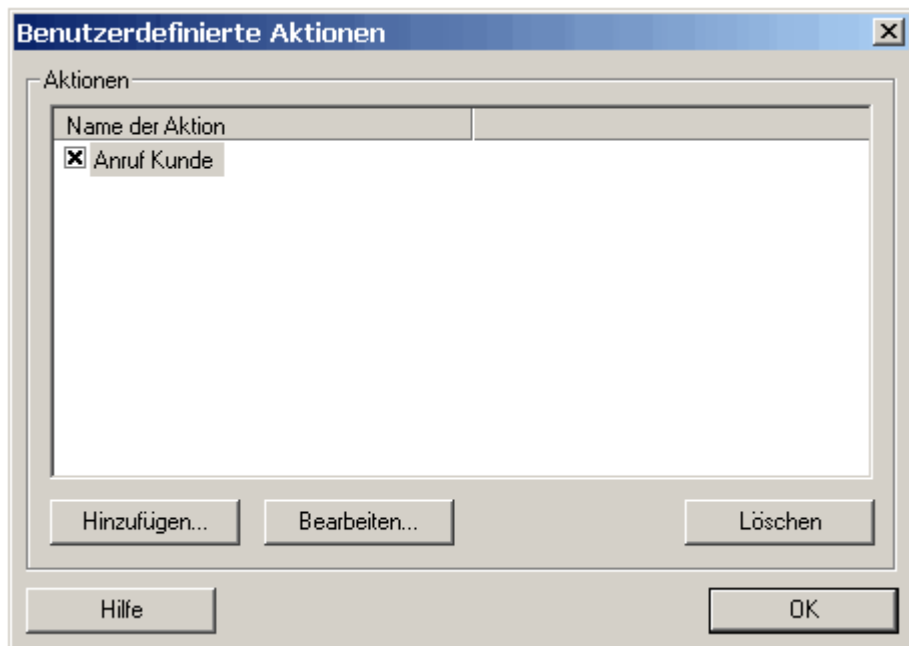 Benutzerdefinierte Aktionen
Aktionen
Name der Aktion
Anruf Kunde
Hinzufügen... Bearbeiten... Löschen
Hilfe OK